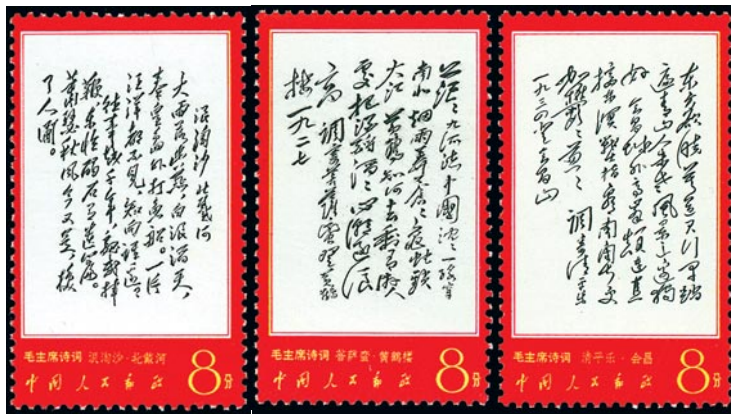 浪淘沙 北戴河
大雨落幽燕,白浪滔天,
秦皇岛外打鱼船。一片
汪洋都不见,知向谁边?
往事越千年,魏武挥
鞭,东临碣石有遗篇。
萧瑟秋风今又是,换
了人间。
毛主席诗词 浪淘沙·北戴河
中国人民邮政 8分
茫茫九派流中国 沉沉一线穿
南北 烟雨莽苍苍 龟蛇锁
大江 黄鹤知何去 剩有游人
处 把酒酹滔滔 心潮逐浪
高 调寄菩萨蛮 登黄鹤
楼 一九二七
毛主席诗词 菩萨蛮·黄鹤楼
中国人民邮政 8分
东方欲晓 莫道君行早 踏
遍青山人未老 风景这边独
好 会昌城外高峰 颠连直
接东溟 战士指看南粤 更
加郁郁葱葱 调寄清平乐
一九三四 登会昌山
毛主席诗词 清平乐·会昌
中国人民邮政 8分